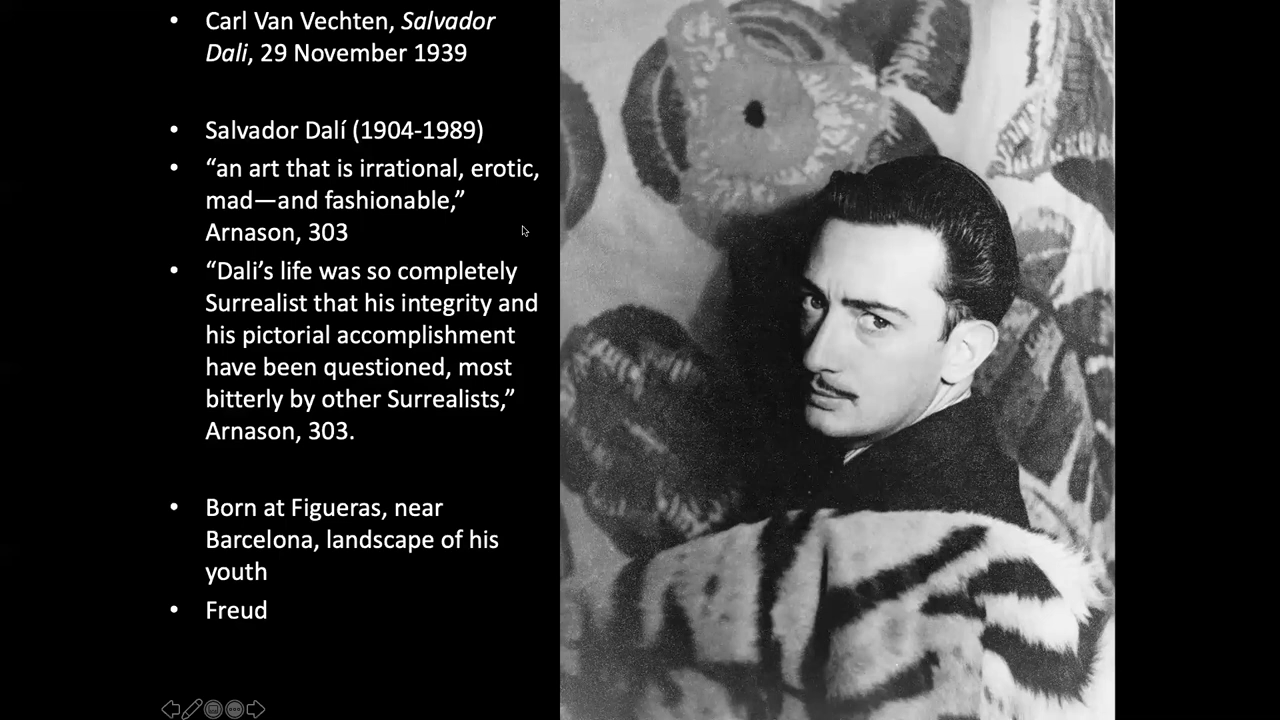 • Carl Van Vechten, Salvador
Dali, 29 November 1939
• Salvador Dalí (1904-1989)
• “an art that is irrational, erotic,
mad—and fashionable,”
Arnason, 303
• “Dali’s life was so completely
Surrealist that his integrity and
his pictorial accomplishment
have been questioned, most
bitterly by other Surrealists,”
Arnason, 303.
• Born at Figueras, near
Barcelona, landscape of his
youth
• Freud